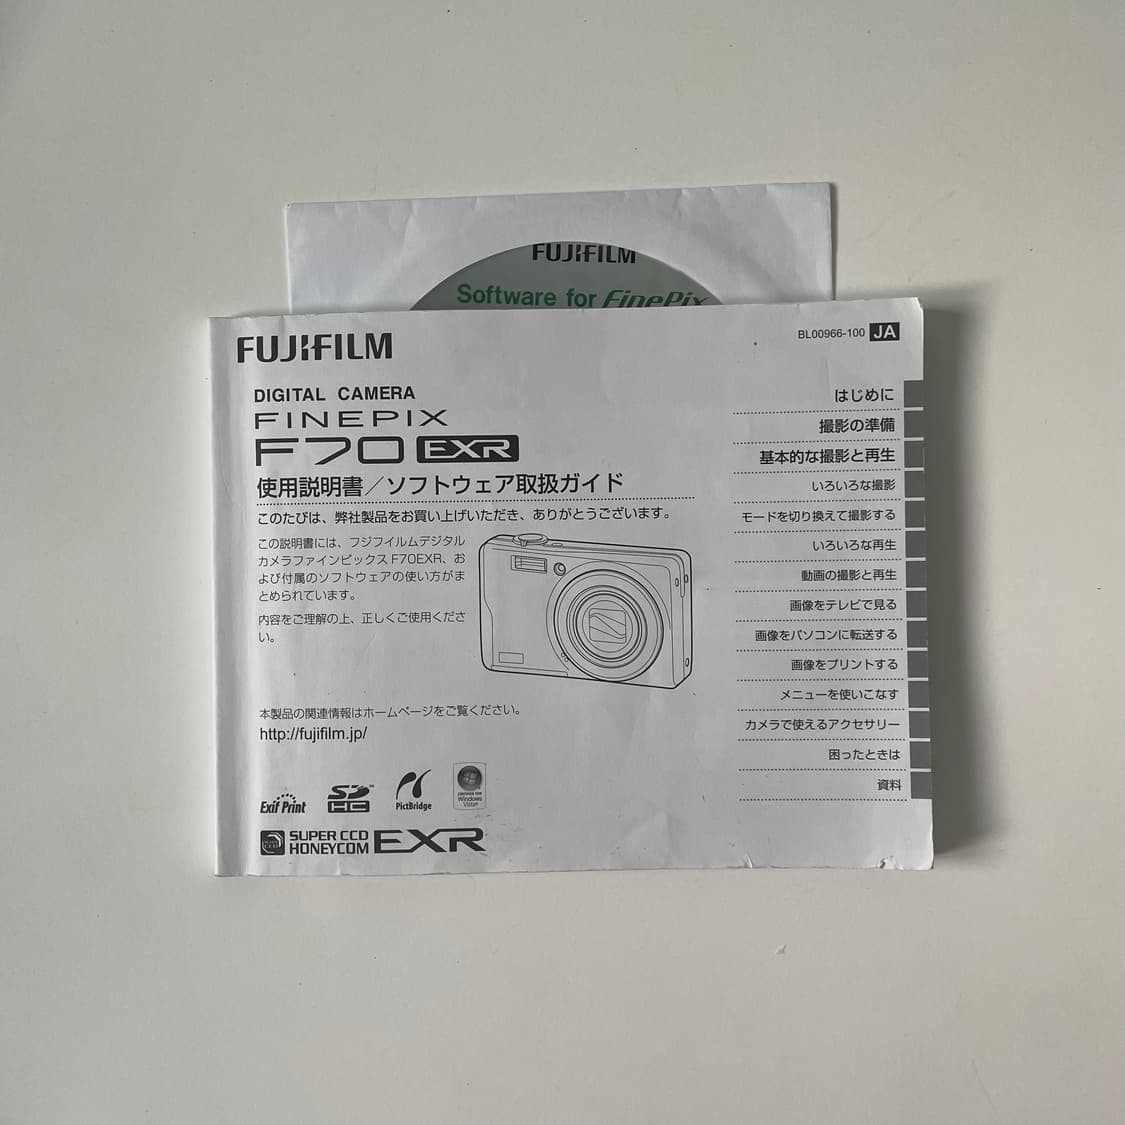 FUJIFILM
Software for FinePix
FUJIFILM
BL00966-100 JA
DIGITAL CAMERA
FINEPIX
F70 EXR
使用説明書／ソフトウェア取扱ガイド
このたびは、弊社製品をお買い上げいただき、ありがとうございます。
この説明書には、フジフイルムデジタル
カメラファインピックス F70EXR、お
よび付属のソフトウェアの使い方がま
とめられています。
内容をご理解の上、正しくご使用くださ
い。
本製品の関連情報はホームページをご覧ください。
http://fujifilm.jp/
Exif Print
SD HC
PictBridge
CERTIFIED FOR
Windows
Vista
SUPER CCD
HONEYCOM EXR
はじめに
撮影の準備
基本的な撮影と再生
いろいろな撮影
モードを切り換えて撮影する
いろいろな再生
動画の撮影と再生
画像をテレビで見る
画像をパソコンに転送する
画像をプリントする
メニューを使いこなす
カメラで使えるアクセサリー
困ったときは
資料